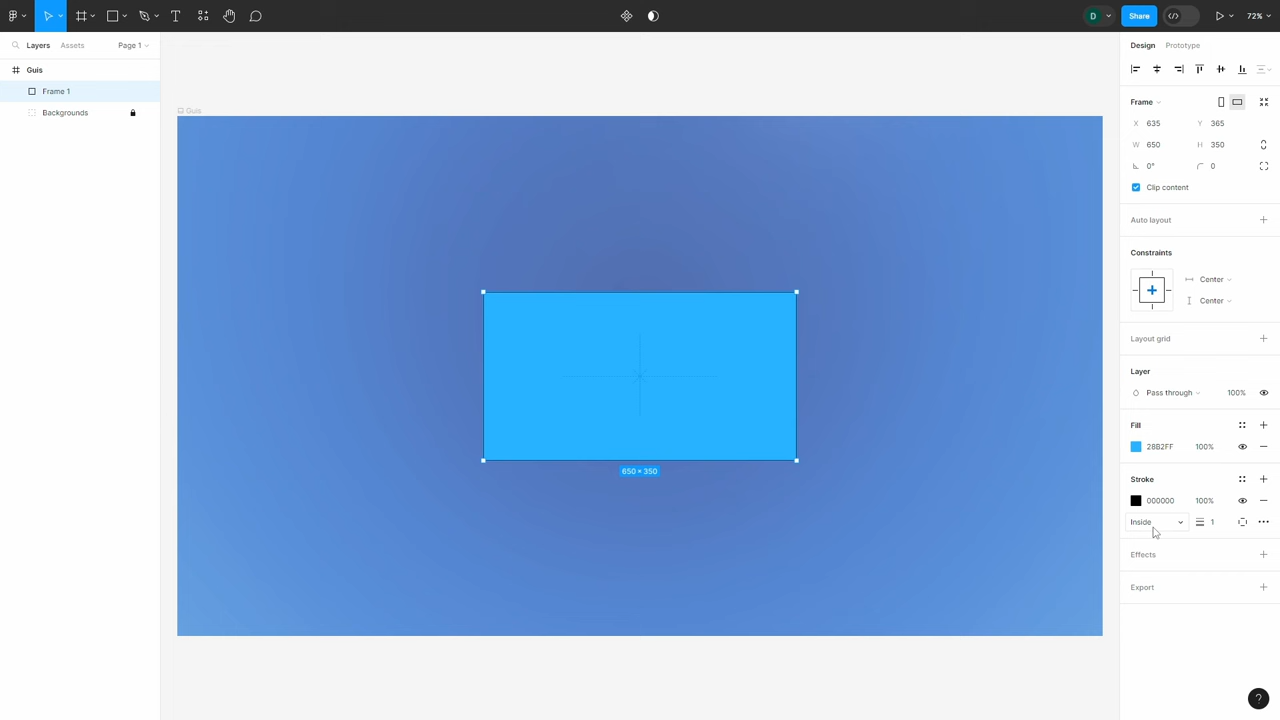 D
Share
</>
72%
Layers Assets Page 1
Guis
Frame 1
Backgrounds
Guis
650 × 350
Design Prototype
Frame
X 635 Y 365
W 650 H 350
0° 0
Clip content
Auto layout
Constraints
Center
Center
Layout grid
Layer
Pass through 100%
Fill
28B2FF 100%
Stroke
000000 100%
Inside 1
Effects
Export
?